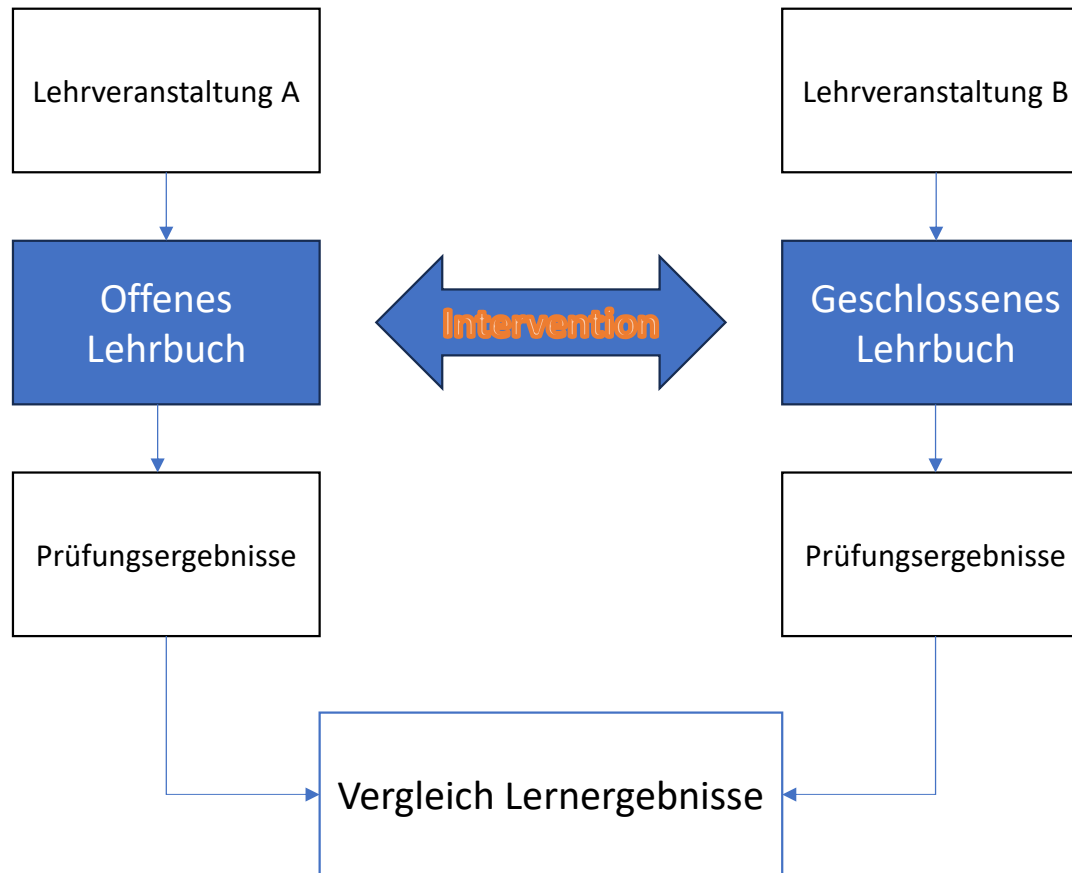 Lehrveranstaltung A
Lehrveranstaltung B
Offenes
Lehrbuch
Intervention
Geschlossenes
Lehrbuch
Prüfungsergebnisse
Prüfungsergebnisse
Vergleich Lernergebnisse